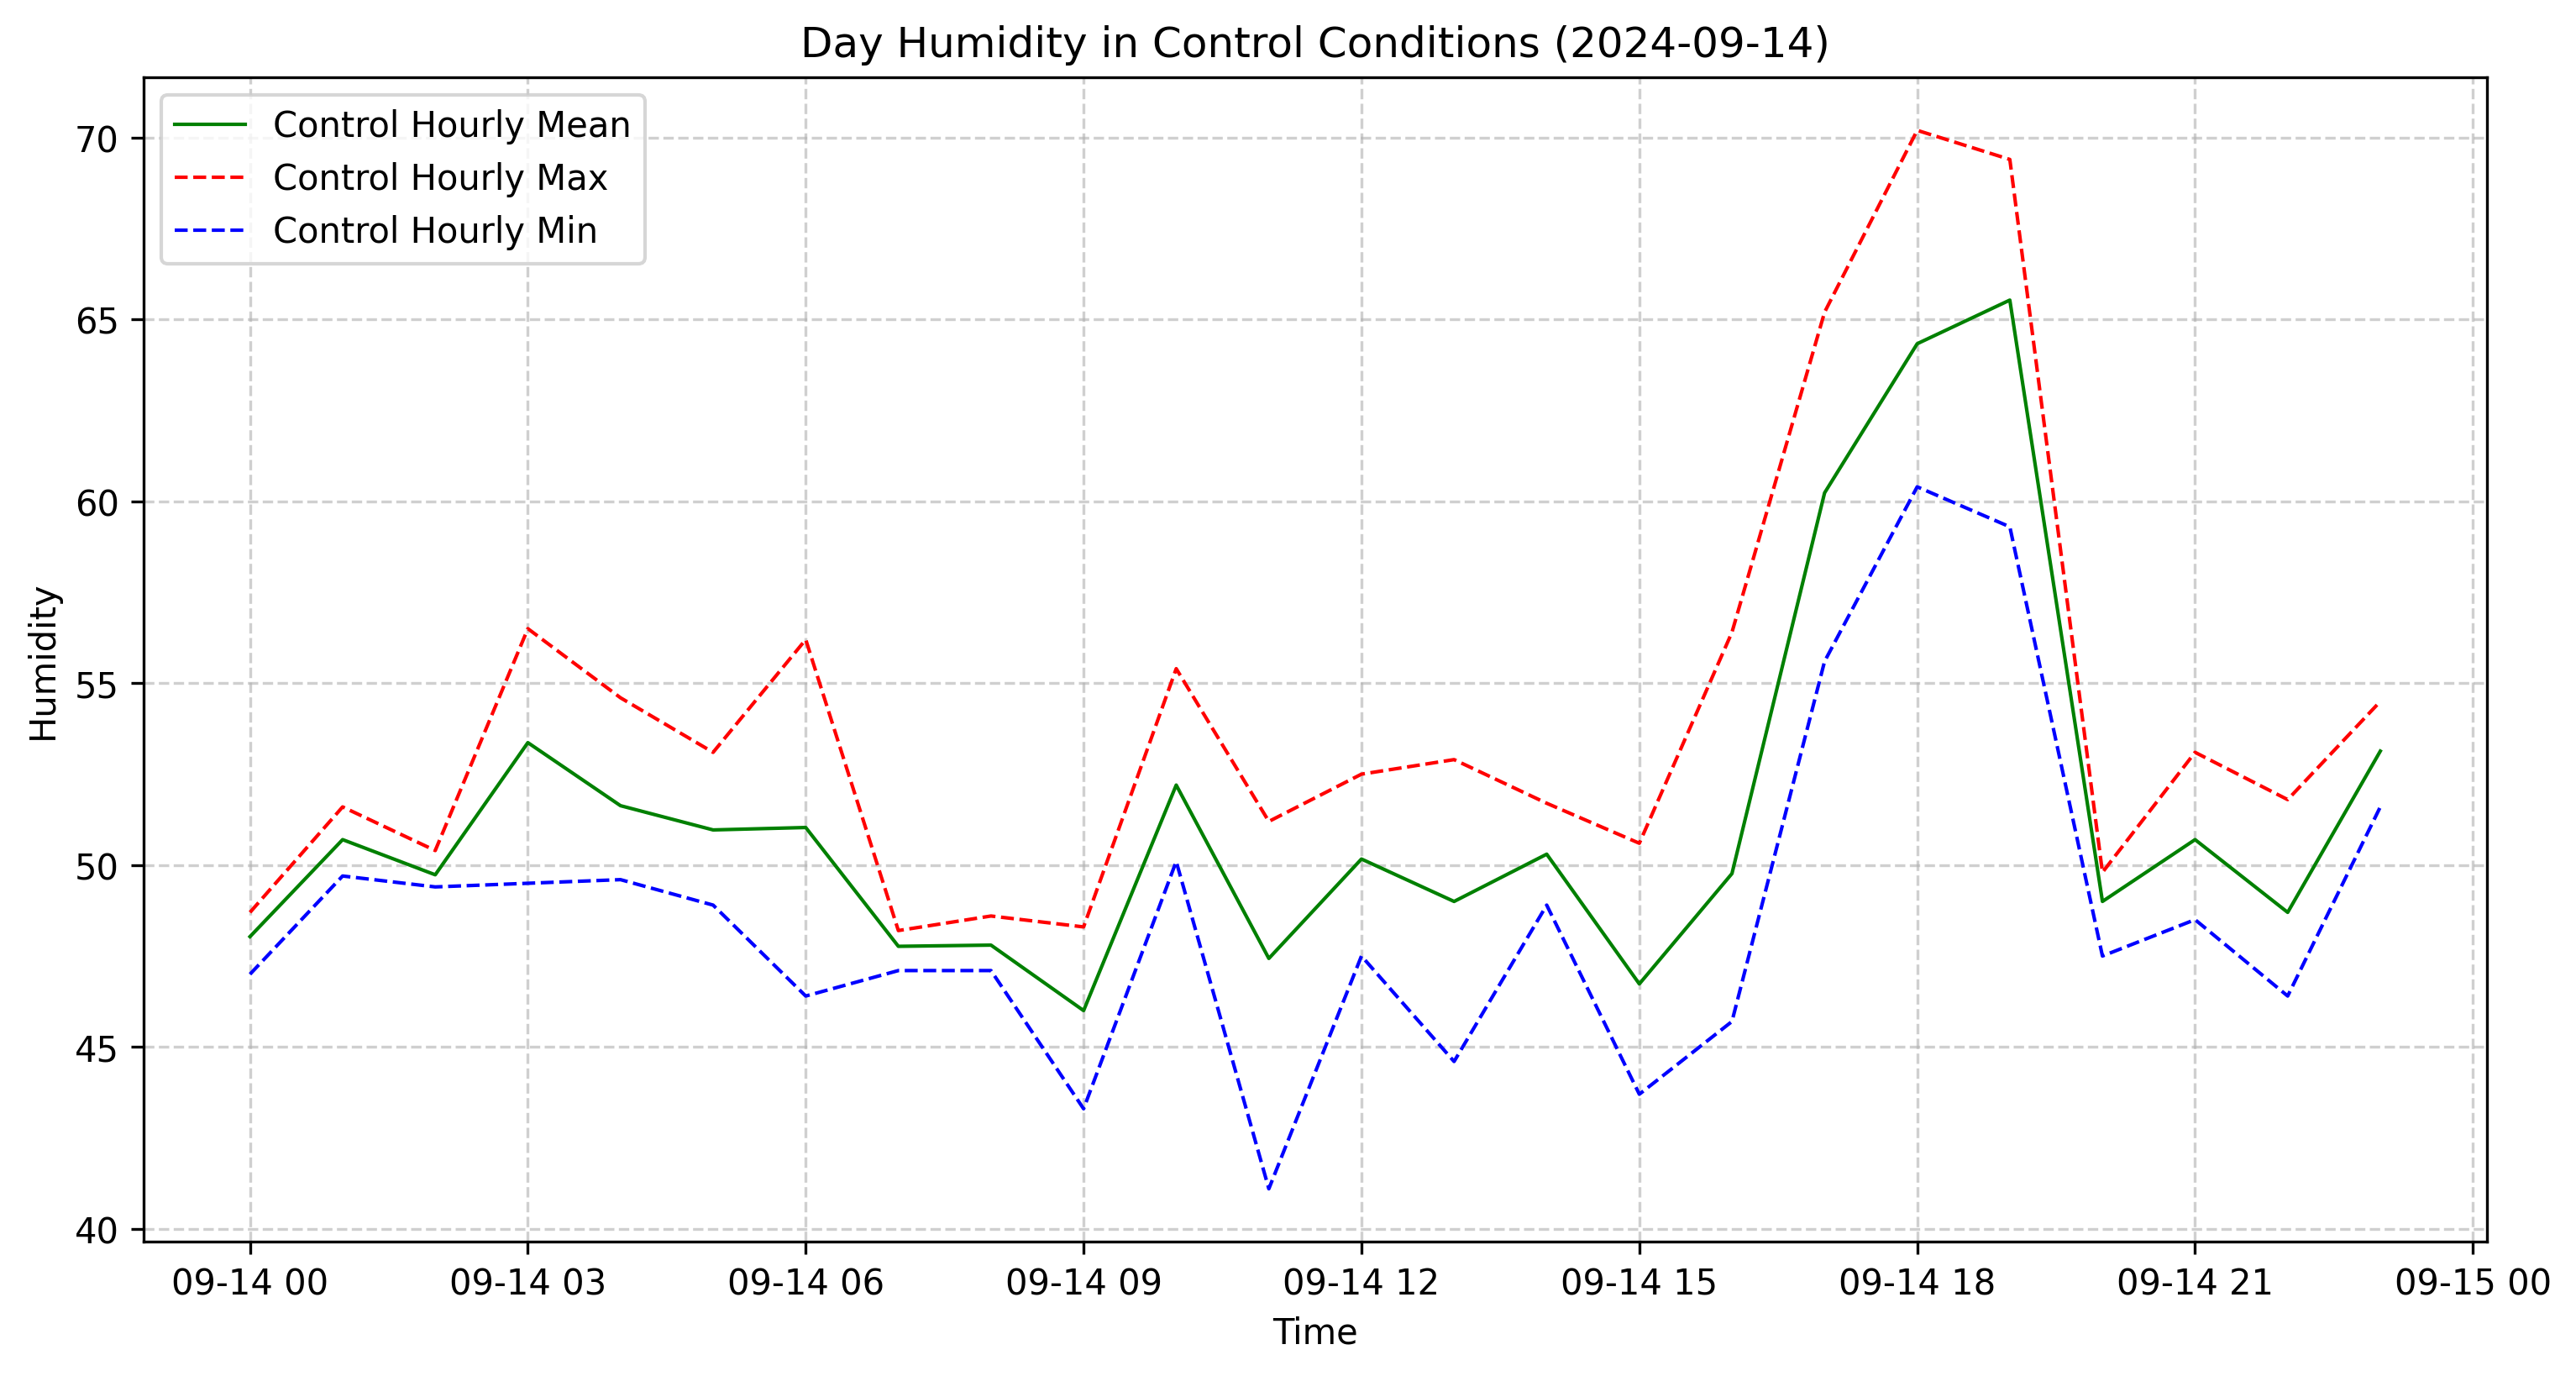 Day Humidity in Control Conditions (2024-09-14)
Control Hourly Mean
Control Hourly Max
Control Hourly Min
70
65
60
55
50
45
40
Humidity
09-14 00 09-14 03 09-14 06 09-14 09 09-14 12 09-14 15 09-14 18 09-14 21 09-15 00
Time